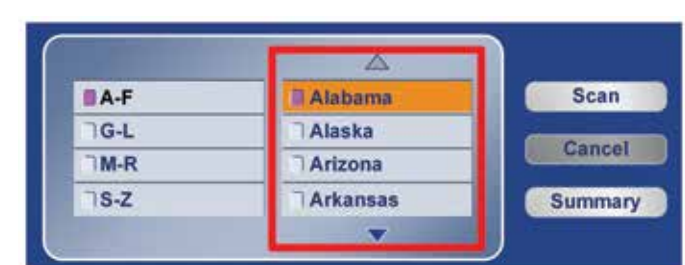 A-F
G-L
M-R
S-Z
Alabama
Alaska
Arizona
Arkansas
Scan
Cancel
Summary